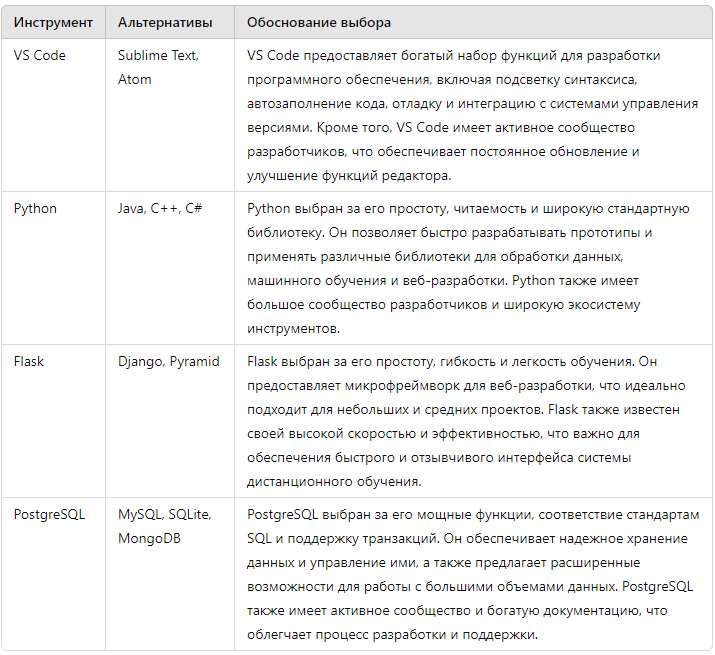 Инструмент Альтернативы Обоснование выбора
VS Code Sublime Text, VS Code предоставляет богатый набор функций для разработки
Atom программного обеспечения, включая подсветку синтаксиса,
автозаполнение кода, отладку и интеграцию с системами управления
версиями. Кроме того, VS Code имеет активное сообщество
разработчиков, что обеспечивает постоянное обновление и
улучшение функций редактора.
Python Java, C++, C# Python выбран за его простоту, читаемость и широкую стандартную
библиотеку. Он позволяет быстро разрабатывать прототипы и
применять различные библиотеки для обработки данных,
машинного обучения и веб-разработки. Python также имеет
большое сообщество разработчиков и широкую экосистему
инструментов.
Flask Django, Pyramid Flask выбран за его простоту, гибкость и легкость обучения. Он
предоставляет микрофреймворк для веб-разработки, что идеально
подходит для небольших и средних проектов. Flask также известен
своей высокой скоростью и эффективностью, что важно для
обеспечения быстрого и отзывчивого интерфейса системы
дистанционного обучения.
PostgreSQL MySQL, SQLite, PostgreSQL выбран за его мощные функции, соответствие стандартам
MongoDB SQL и поддержку транзакций. Он обеспечивает надежное хранение
данных и управление ими, а также предлагает расширенные
возможности для работы с большими объемами данных. PostgreSQL
также имеет активное сообщество и богатую документацию, что
облегчает процесс разработки и поддержки.